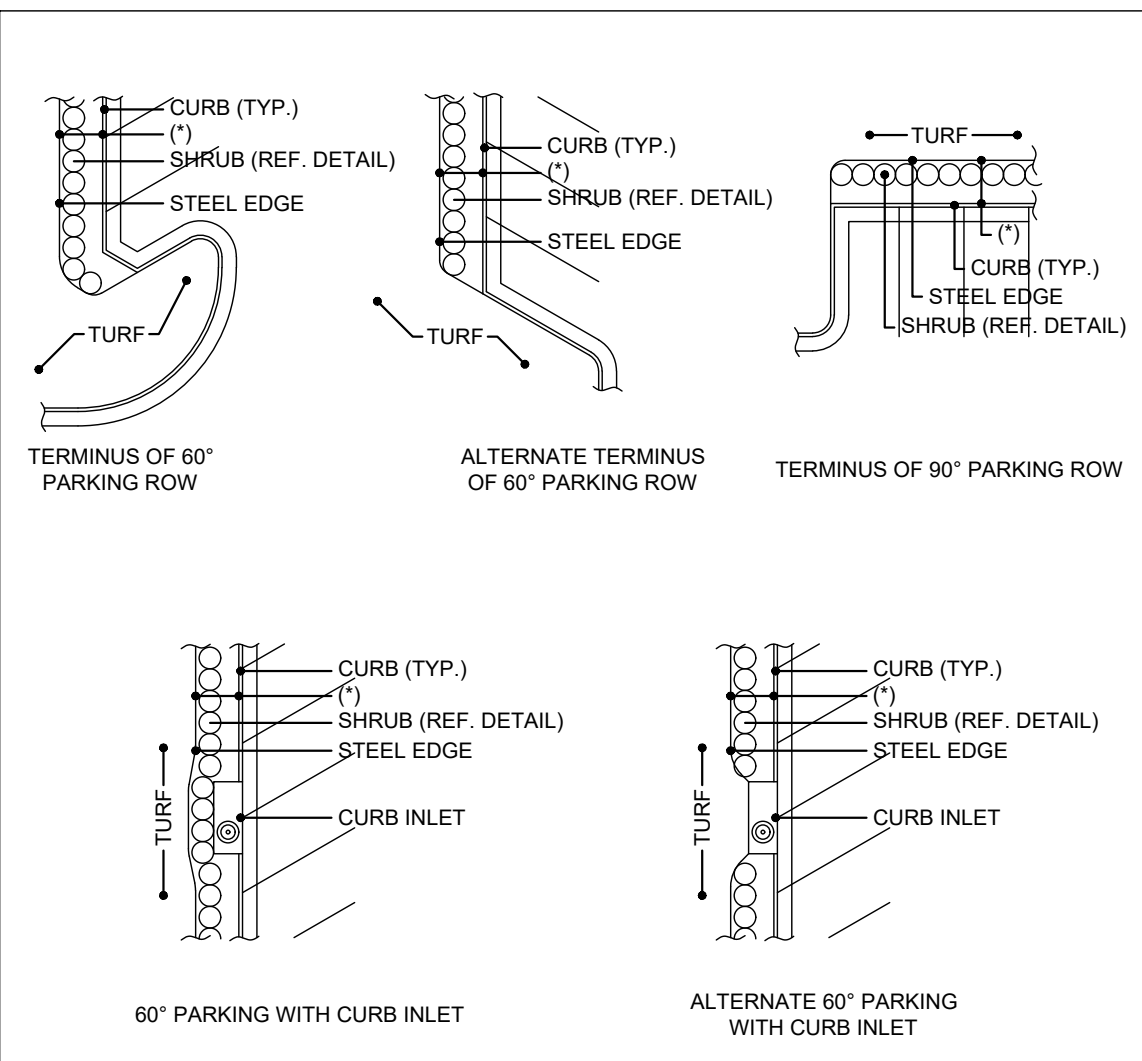 CURB (TYP.)
(*)
SHRUB (REF. DETAIL)
STEEL EDGE
TURF
TERMINUS OF 60°
PARKING ROW
CURB (TYP.)
(*)
SHRUB (REF. DETAIL)
STEEL EDGE
TURF
ALTERNATE TERMINUS
OF 60° PARKING ROW
TURF
(*)
CURB (TYP.)
STEEL EDGE
SHRUB (REF. DETAIL)
TERMINUS OF 90° PARKING ROW
CURB (TYP.)
(*)
SHRUB (REF. DETAIL)
STEEL EDGE
TURF
CURB INLET
60° PARKING WITH CURB INLET
CURB (TYP.)
(*)
SHRUB (REF. DETAIL)
STEEL EDGE
TURF
CURB INLET
ALTERNATE 60° PARKING
WITH CURB INLET